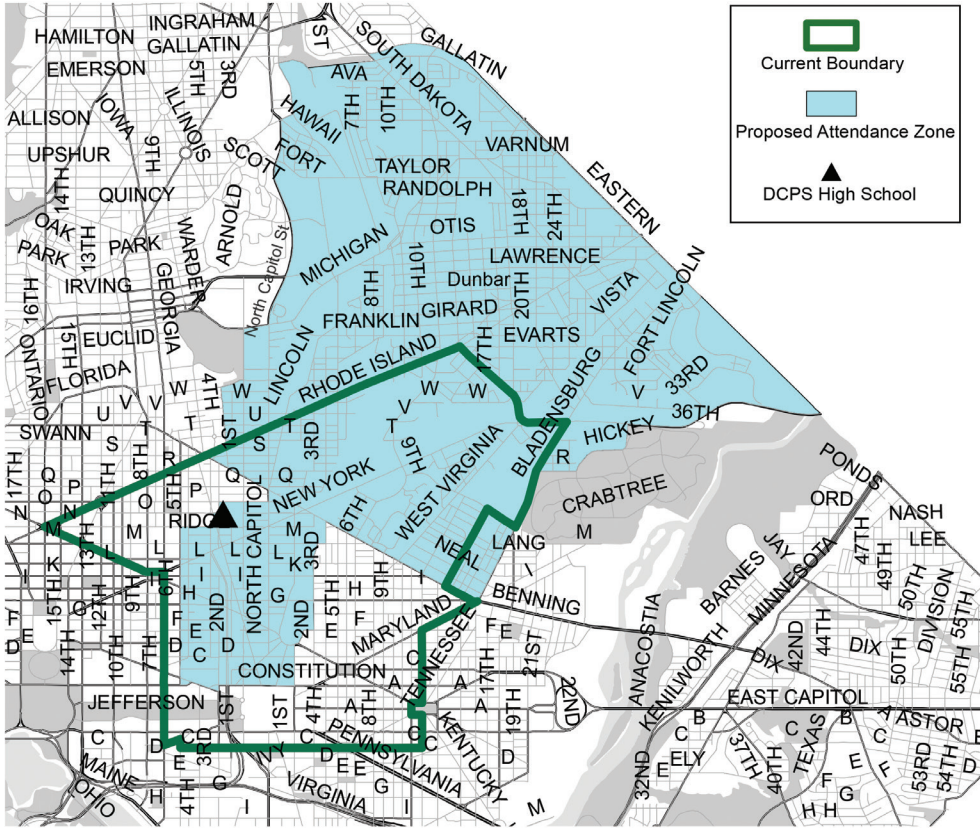 INGRAHAM
HAMILTON
GALLATIN
EMERSON
5TH
3RD
ST
SOUTH DAKOTA
GALLATIN
AVA
7TH
10TH
HAWAII
FORT
VARNUM
ALLISON
IOWA
ILLINOIS
9TH
UPSHUR
SCOTT
14TH
QUINCY
TAYLOR
RANDOLPH
EASTERN
18TH
24TH
OAK
PARK
13TH
PARK
WARDER
ARNOLD
OTIS
MICHIGAN
10TH
LAWRENCE
16TH
IRVING
GEORGIA
North Capitol St
8TH
Dunbar
20TH
VISTA
FORT LINCOLN
GIRARD
FRANKLIN
EVARTS
ONTARIO
15TH
EUCLID
LINCOLN
RHODE ISLAND
17TH
FLORIDA
4TH
W
W
W
W
V
33RD
36TH
U
V
V
T
T
1ST
U
S
T
3RD
V
T
9TH
WEST VIRGINIA
BLADENSBURG
HICKEY
SWANN
S
8TH
R
Q
Q
R
17TH
Q
O
P
N
11TH
O
5TH
P
NEW YORK
6TH
CRABTREE
N
M
M
RIDGE
M
LANG
M
PONDS
ORD
NASH
LEE
13TH
L
L
L
I
I
NORTH CAPITOL
L
K
3RD
NEAL
I
JAY
47TH
49TH
I
K
15TH
G
12TH
9TH
6TH
H
G
5TH
H
9TH
I
BENNING
BARNES
MINNESOTA
50TH
DIVISION
55TH
F
E
D
14TH
10TH
7TH
F
D
2ND
E
C
D
2ND
E
F
MARYLAND
TENNESSEE
F
E
21ST
ANACOSTIA
KENILWORTH
DIX
42ND
44TH
DIX
50TH
55TH
CONSTITUTION
C
A
A
17TH
JEFFERSON
1ST
1ST
4TH
A
8TH
A
A
19TH
22ND
EAST CAPITOL
B
B
A
ASTOR
C
C
D
C
3RD
IVY
C
PENNSYLVANIA
C
C
KENTUCKY
D
32ND
E
ELY
37TH
C
40TH
TEXAS
C
E
F
53RD
54TH
D
E
MAINE
OHIO
H
E
4TH
G
I
VIRGINIA
D
E
E
G
I
M
F
G
H
H
Current Boundary
Proposed Attendance Zone
DCPS High School